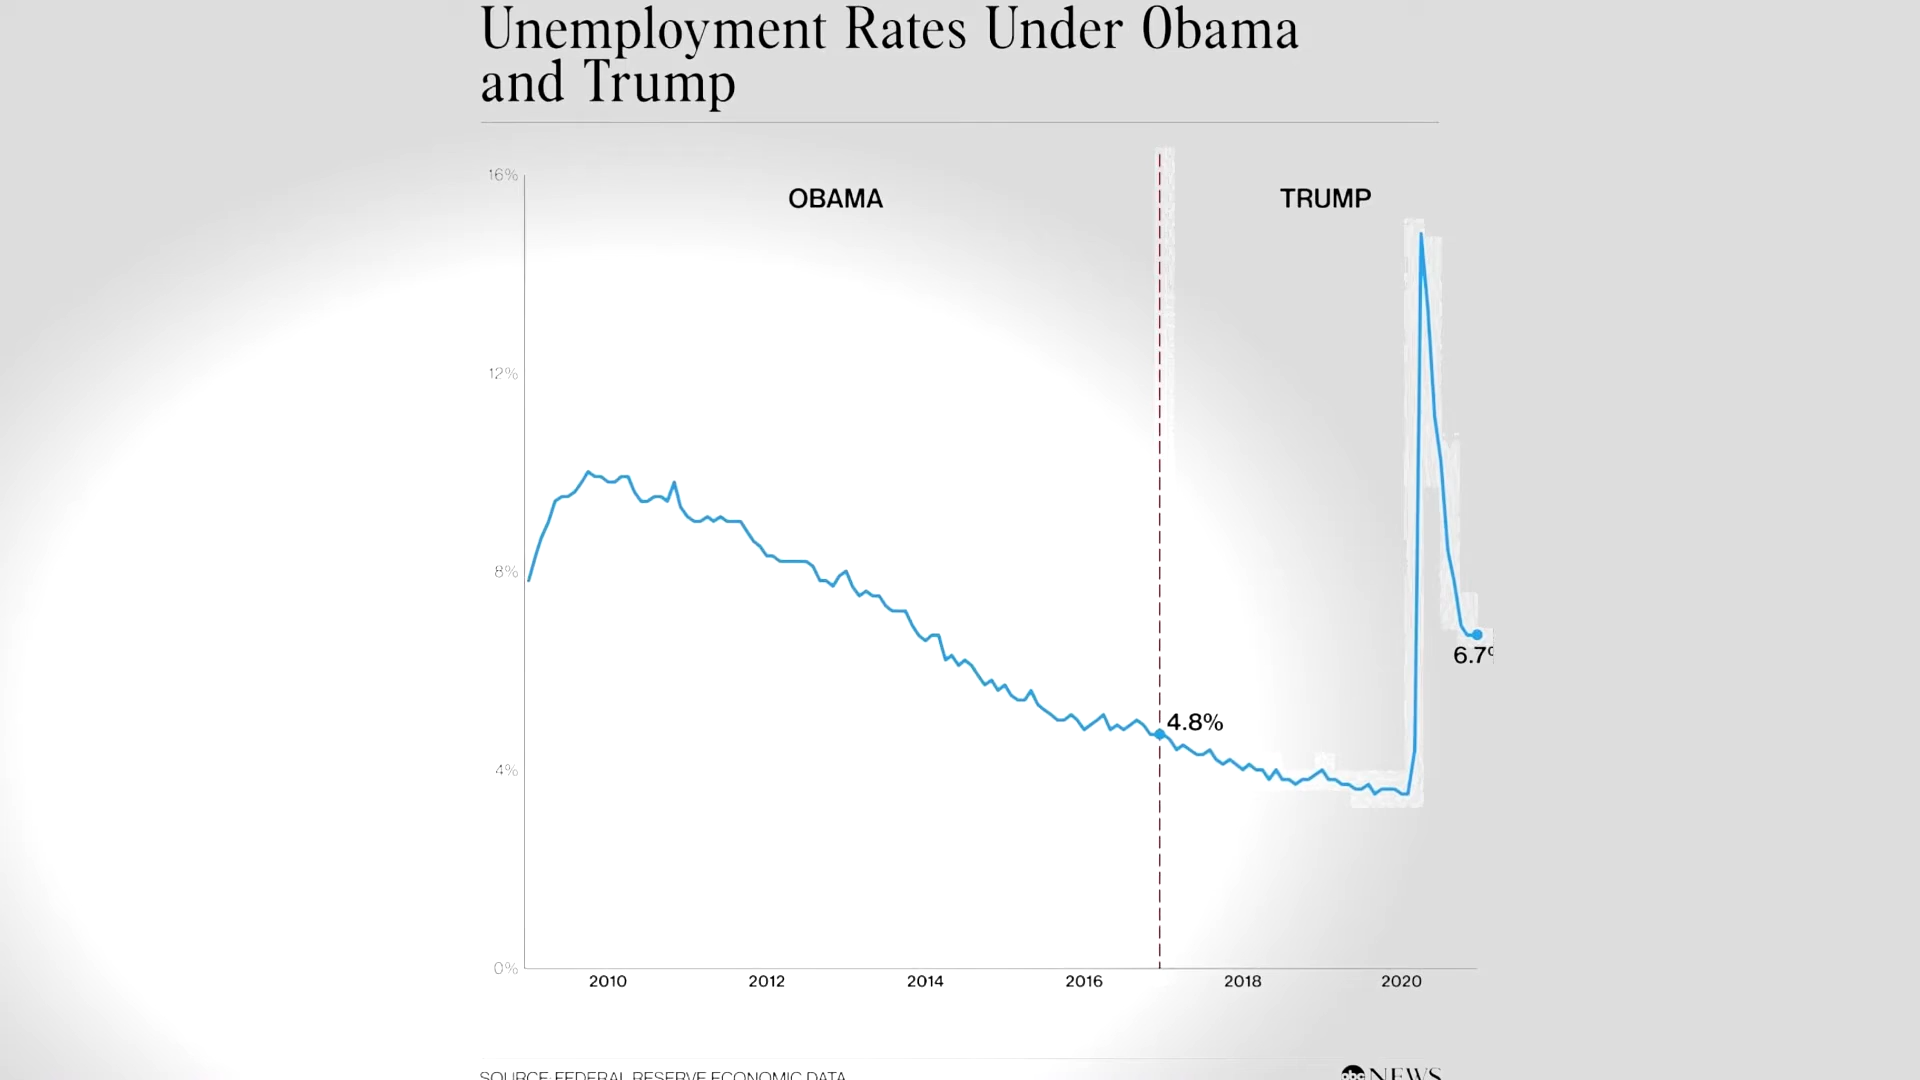 Unemployment Rates Under Obama
and Trump
OBAMA
TRUMP
16%
12%
8%
4%
0%
4.8%
6.7
2010
2012
2014
2016
2018
2020
SOURCE: FEDERAL RESERVE ECONOMIC DATA
abc NEWS